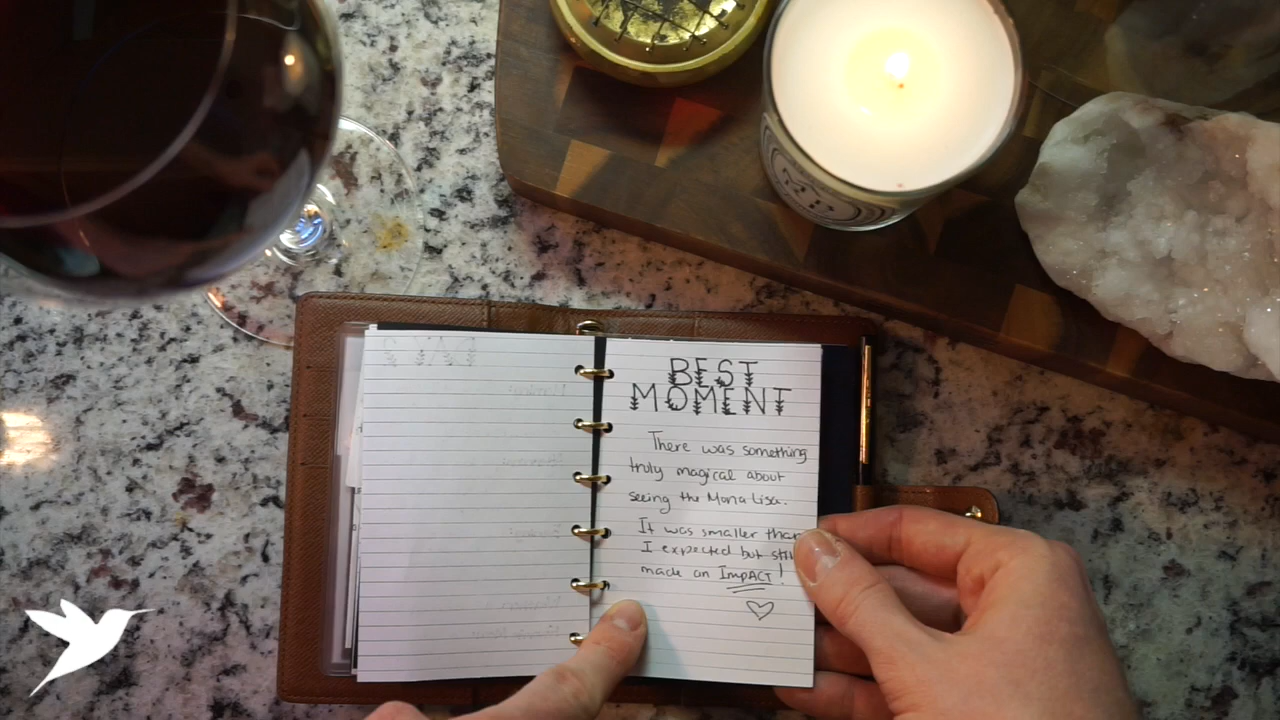 BEST
MOMENT
There was something
truly magical about
seeing the Mona Lisa.
It was smaller than
I expected but still
made an ImpACT!